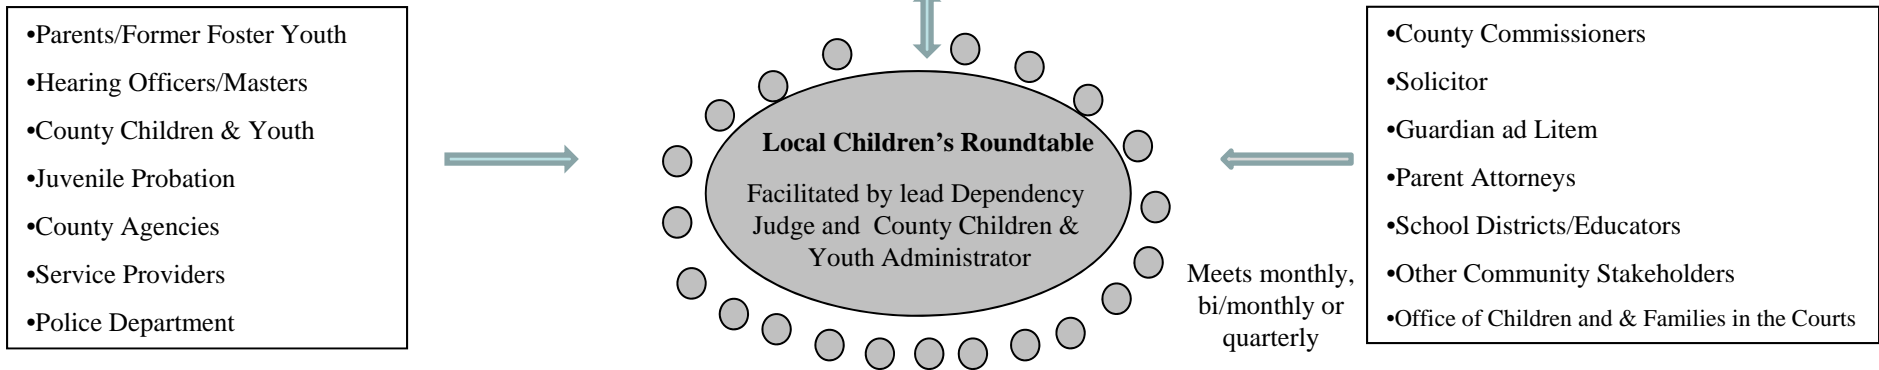 •Parents/Former Foster Youth
•Hearing Officers/Masters
•County Children & Youth
•Juvenile Probation
•County Agencies
•Service Providers
•Police Department
Local Children’s Roundtable
Facilitated by lead Dependency
Judge and County Children &
Youth Administrator
Meets monthly,
bi/monthly or
quarterly
•County Commissioners
•Solicitor
•Guardian ad Litem
•Parent Attorneys
•School Districts/Educators
•Other Community Stakeholders
•Office of Children and & Families in the Courts